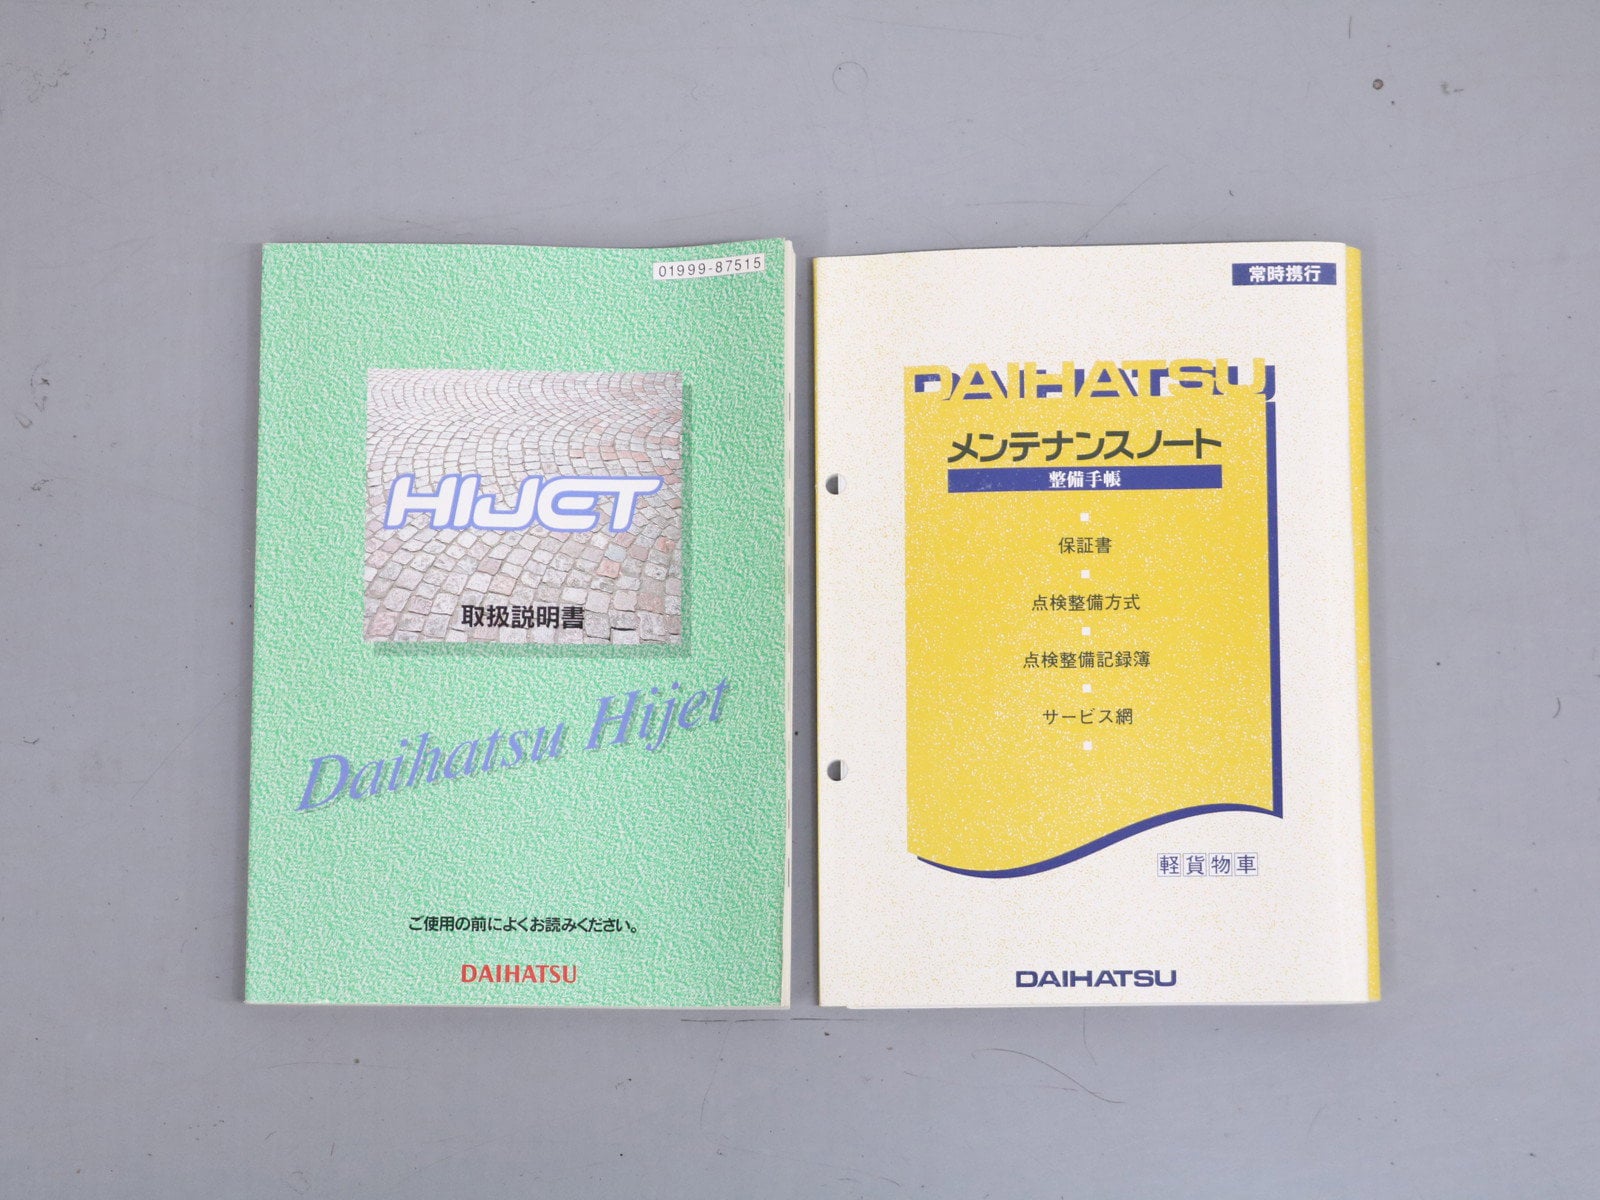 01999-87515
HIJET
取扱説明書
Daihatsu Hijet
ご使用の前によくお読みください。
DAIHATSU
常時携行
DAIHATSU
メンテナンスノート
整備手帳
保証書
点検整備方式
点検整備記録簿
サービス網
軽貨物車
DAIHATSU